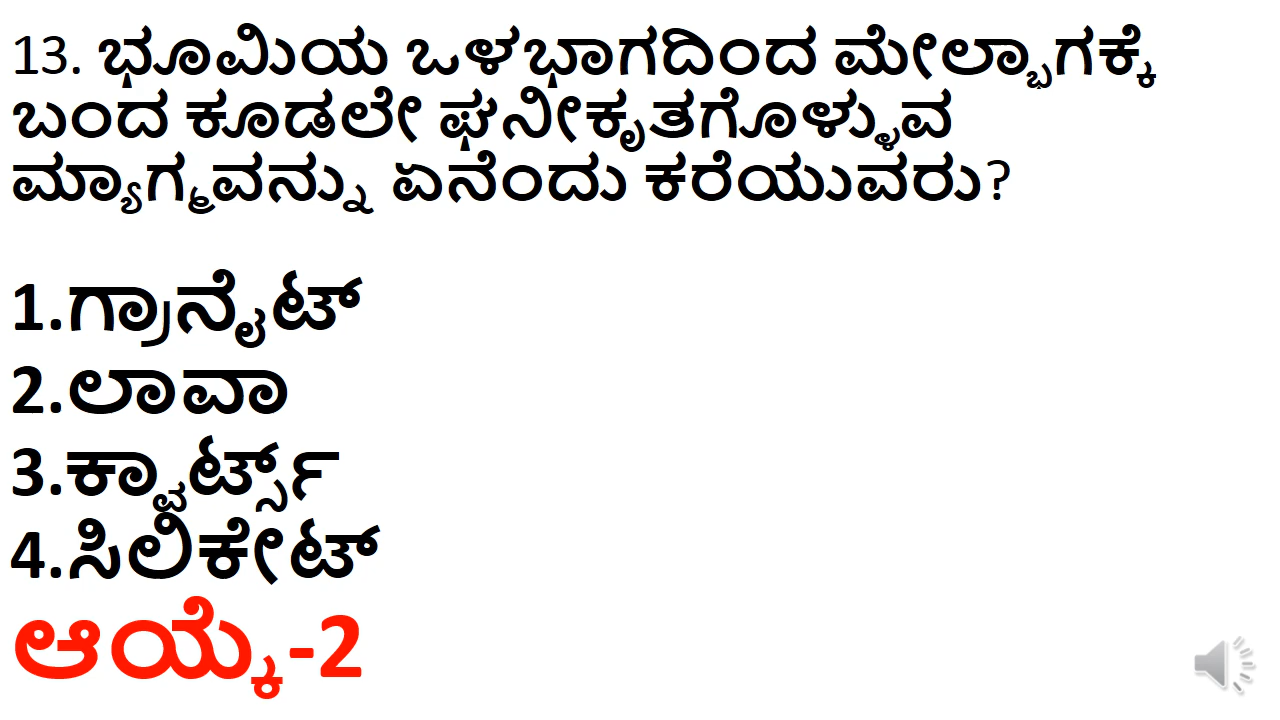 13. ಭೂಮಿಯ ಒಳಭಾಗದಿಂದ ಮೇಲ್ಭಾಗಕ್ಕೆ
ಬಂದ ಕೂಡಲೇ ಘನೀಕೃತಗೊಳ್ಳುವ
ಮ್ಯಾಗ್ಮವನ್ನು ಏನೆಂದು ಕರೆಯುವರು?
1.ಗ್ರಾನೈಟ್
2.ಲಾವಾ
3.ಕ್ವಾರ್ಟ್ಸ್
4.ಸಿಲಿಕೇಟ್
ಆಯ್ಕೆ-2